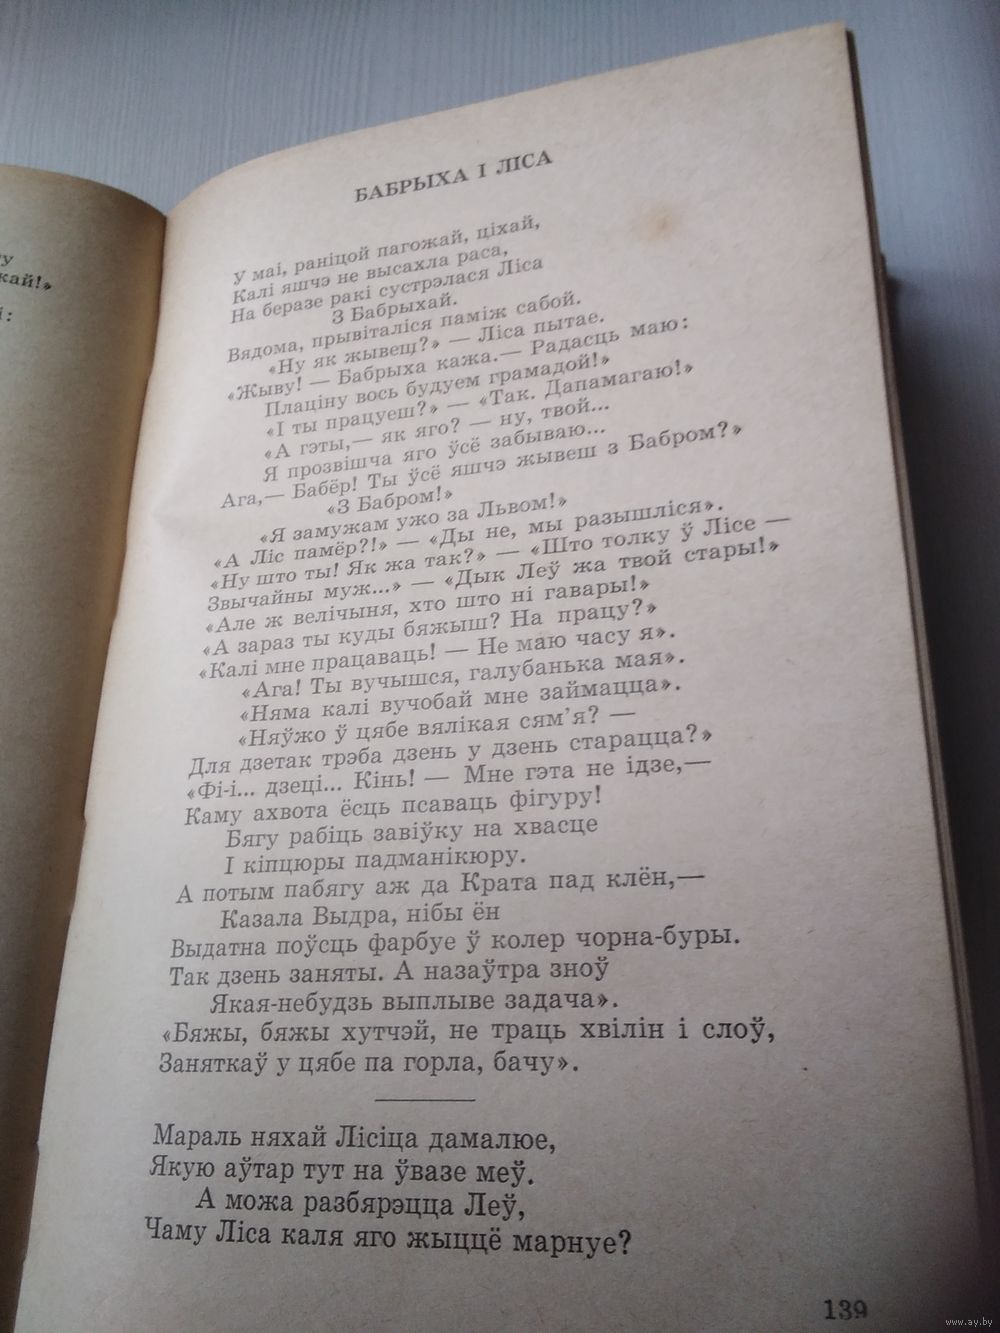 у
кай!»
і:
БАБРЫХА І ЛІСА
У маі, раніцой пагожай, ціхай,
Калі яшчэ не высахла раса,
На беразе ракі сустрэлася Ліса
З Бабрыхай.
Вядома, прывіталіся паміж сабой.
«Ну як жывеш?» — Ліса пытае.
«Жыву! — Бабрыха кажа.— Радасць маю:
Плаціну вось будуем грамадой!»
«І ты працуеш?» — «Так. Дапамагаю!»
«А гэты,— як яго? — ну, твой...
Я прозвішча яго ўсё забываю...
Ага,— Бабёр! Ты ўсё яшчэ жывеш з Бабром?»
«З Бабром!»
«Я замужам ужо за Львом!»
«А Ліс памёр?!» — «Ды не, мы разышліся».
«Ну што ты! Як жа так?» — «Што толку ў Лісе —
Звычайны муж...» — «Дык Леў жа твой стары!»
«Але ж велічыня, хто што ні гавары!»
«А зараз ты куды бяжыш? На працу?»
«Калі мне працаваць! — Не маю часу я».
«Ага! Ты вучышся, галубанька мая».
«Няма калі вучобай мне займацца».
«Няўжо ў цябе вялікая сям’я? —
Для дзетак трэба дзень у дзень старацца?»
«Фі-і... дзеці... Кінь! — Мне гэта не ідзе,—
Каму ахвота ёсць псаваць фігуру!
Бягу рабіць завіўку на хвасце
І кіпцюры падманікюру.
А потым пабягу аж да Крата пад клён,—
Казала Выдра, нібы ён
Выдатна поўсць фарбуе ў колер чорна-буры.
Так дзень заняты. А назаўтра зноў
Якая-небудзь выплыве задача».
«Бяжы, бяжы хутчэй, не траць хвілін і слоў,
Заняткаў у цябе па горла, бачу».
Мараль няхай Лісіца дамалюе,
Якую аўтар тут на ўвазе меў.
А можа разбярэцца Леў,
Чаму Ліса каля яго жыццё марнуе?
139
www.ay.by